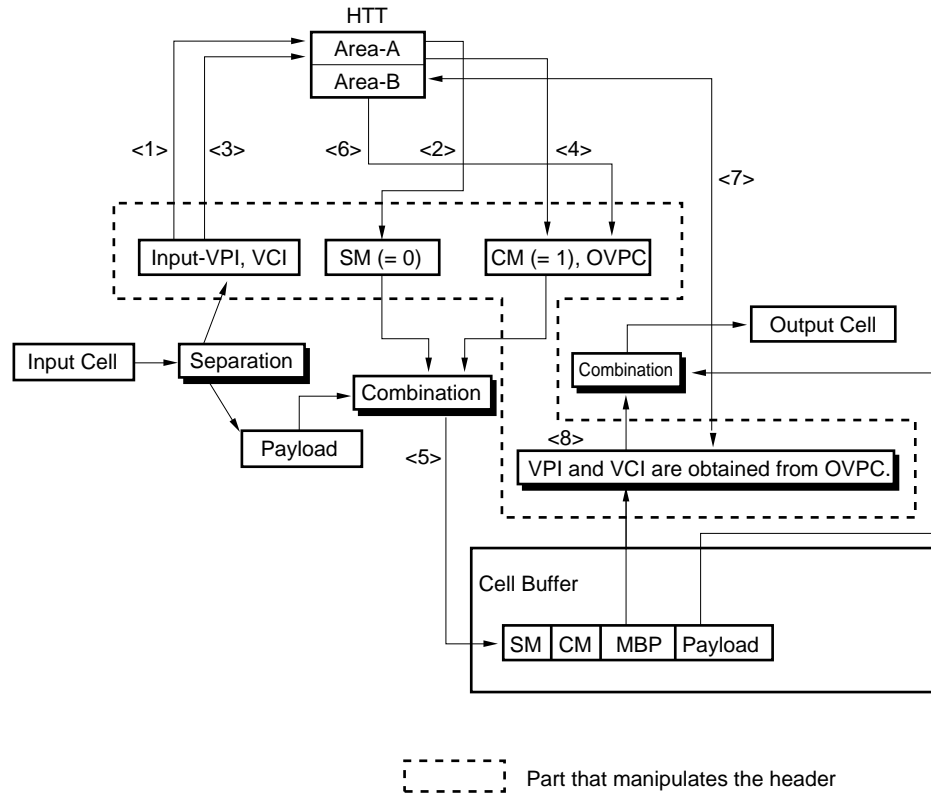 HTT
Area-A
Area-B
<1>
<3>
<6>
<2>
<4>
<7>
Input-VPI, VCI
SM (= 0)
CM (= 1), OVPC
Output Cell
Input Cell
Separation
Combination
Combination
Payload
<5>
<8>
VPI and VCI are obtained from OVPC.
Cell Buffer
SM
CM
MBP
Payload
Part that manipulates the header